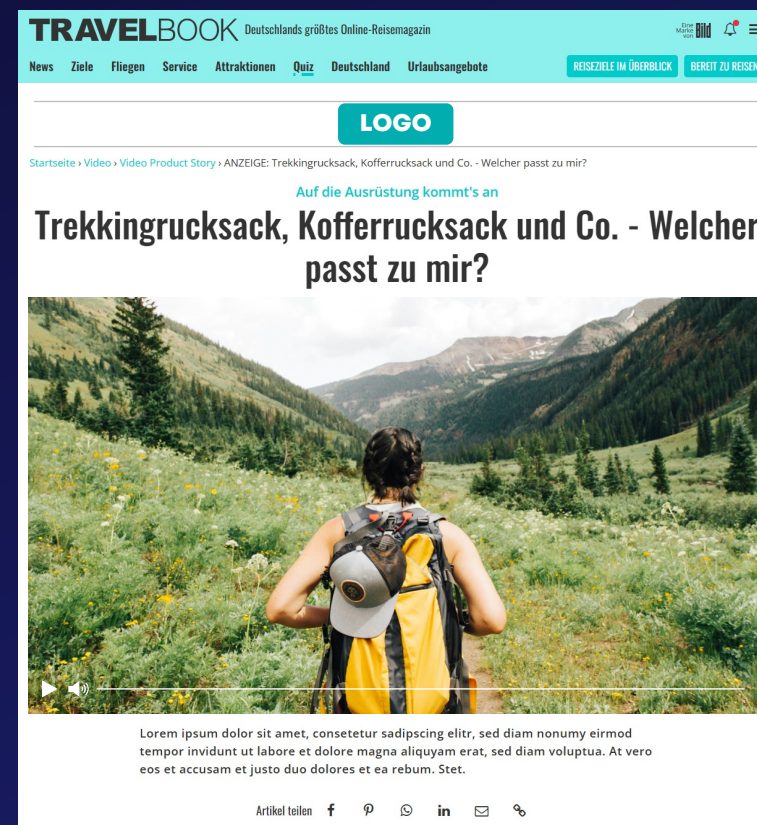 TRAVELBOOK Deutschlands größtes Online-Reisemagazin
Eine Marke von Bild
News Ziele Fliegen Service Attraktionen Quiz Deutschland Urlaubsangebote REISEZIELE IM ÜBERBLICK BEREIT ZU REISEN
LOGO
Startseite › Video › Video Product Story › ANZEIGE: Trekkingrucksack, Kofferrucksack und Co. - Welcher passt zu mir?
Auf die Ausrüstung kommt's an
Trekkingrucksack, Kofferrucksack und Co. - Welcher
passt zu mir?
Lorem ipsum dolor sit amet, consetetur sadipscing elitr, sed diam nonumy eirmod
tempor invidunt ut labore et dolore magna aliquyam erat, sed diam voluptua. At vero
eos et accusam et justo duo dolores et ea rebum. Stet.
Artikel teilen